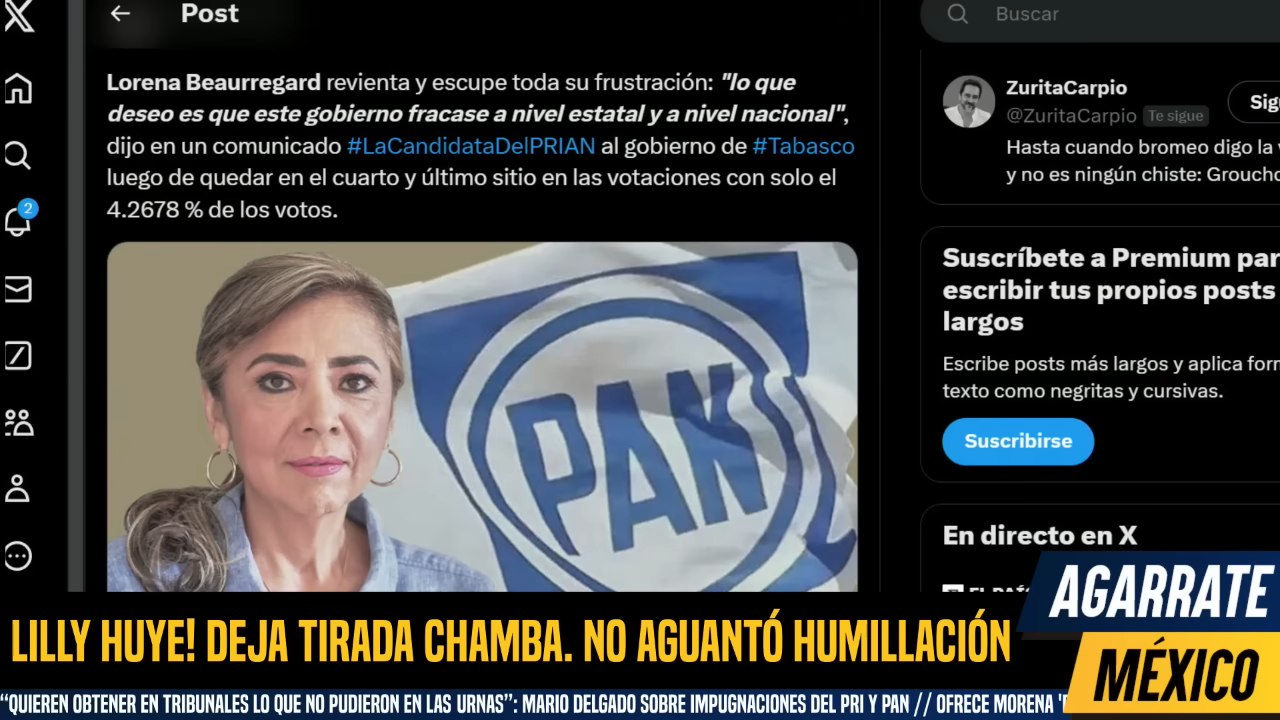 Post
Lorena Beaurregard revienta y escupe toda su frustración: "lo que
deseo es que este gobierno fracase a nivel estatal y a nivel nacional",
dijo en un comunicado #LaCandidataDelPRIAN al gobierno de #Tabasco
luego de quedar en el cuarto y último sitio en las votaciones con solo el
4.2678 % de los votos.
PAN
2
Buscar
ZuritaCarpio
@ZuritaCarpio Te sigue
Hasta cuando bromeo digo la
y no es ningún chiste: Groucho
Suscríbete a Premium par
escribir tus propios posts
largos
Escribe posts más largos y aplica for
texto como negritas y cursivas.
Suscribirse
En directo en X
AGARRATE
MÉXICO
LILLY HUYE! DEJA TIRADA CHAMBA. NO AGUANTÓ HUMILLACIÓN
“QUIEREN OBTENER EN TRIBUNALES LO QUE NO PUDIERON EN LAS URNAS”: MARIO DELGADO SOBRE IMPUGNACIONES DEL PRI Y PAN // OFRECE MORENA